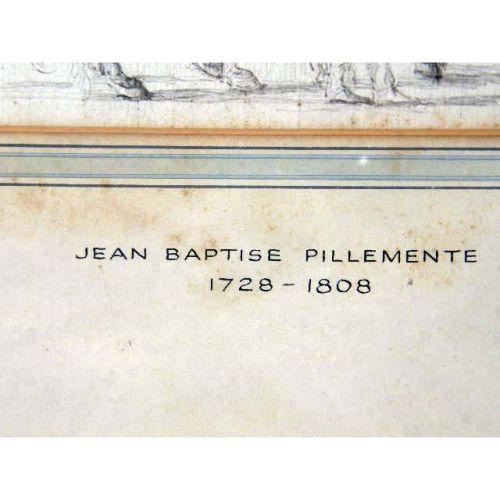 JEAN BAPTISE PILLEMENTE
1728 - 1808